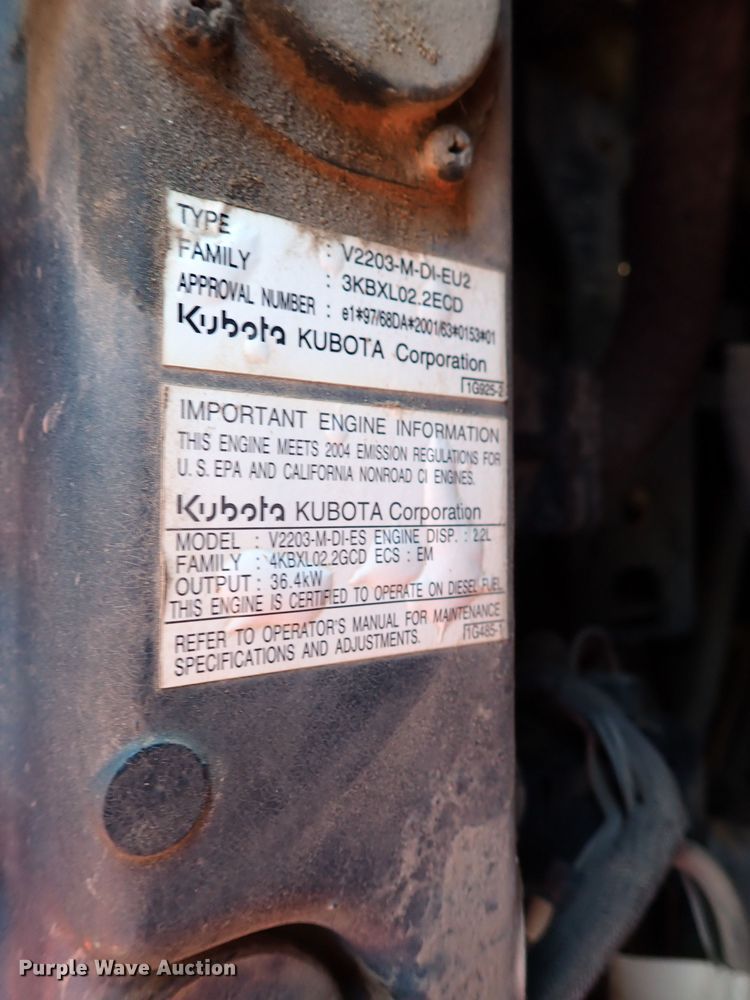 TYPE : V2203-M-DI-EU2
FAMILY : 3KBXL02.2ECD
APPROVAL NUMBER : e1*97/68DA*2001/63*0153*01
Kubota KUBOTA Corporation
1G925-2
IMPORTANT ENGINE INFORMATION
THIS ENGINE MEETS 2004 EMISSION REGULATIONS FOR
U. S. EPA AND CALIFORNIA NONROAD CI ENGINES.
Kubota KUBOTA Corporation
MODEL : V2203-M-DI-ES ENGINE DISP. : 2.2L
FAMILY : 4KBXL02.2GCD ECS : EM
OUTPUT : 36.4kW
THIS ENGINE IS CERTIFIED TO OPERATE ON DIESEL FUEL
REFER TO OPERATOR'S MANUAL FOR MAINTENANCE
SPECIFICATIONS AND ADJUSTMENTS. 1G485-1
Purple Wave Auction